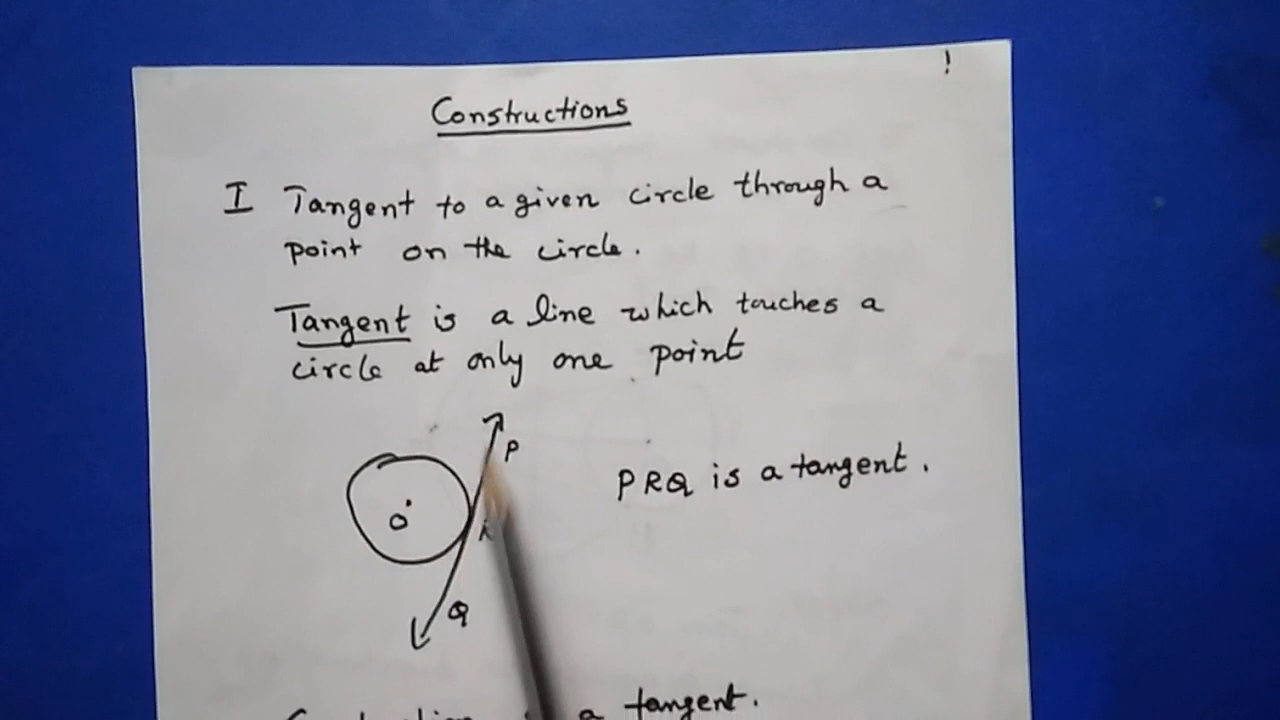 !
Constructions
I Tangent to a given circle through a
point on the circle.
Tangent is a line which touches a
circle at only one point
P
O
Q
PRQ is a tangent.
a tangent.